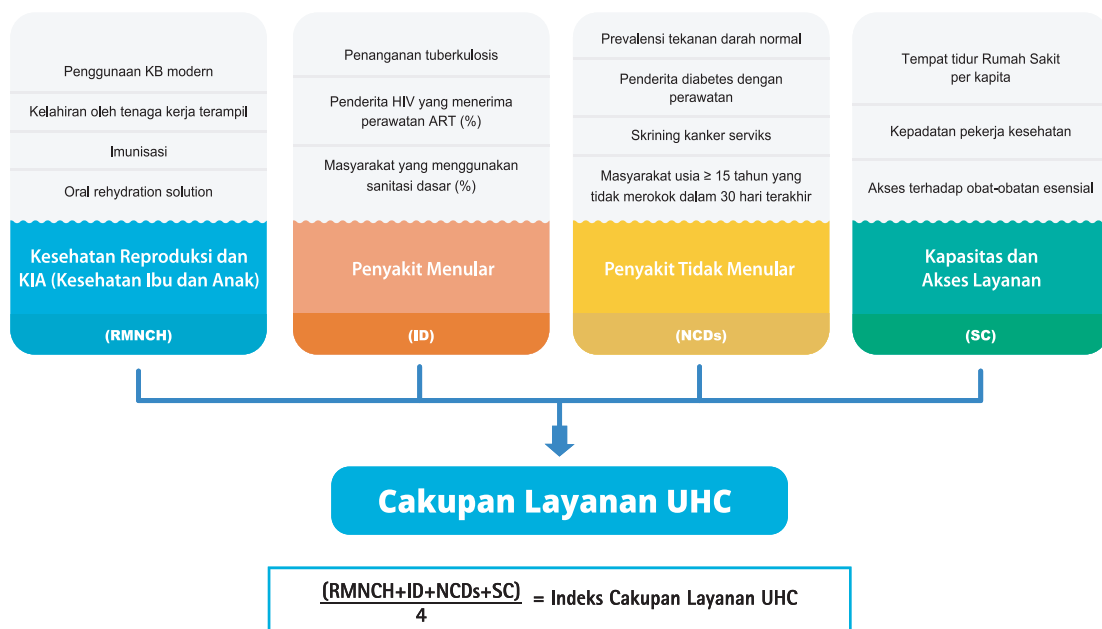 Penggunaan KB modern
Kelahiran oleh tenaga kerja terampil
Imunisasi
Oral rehydration solution
Kesehatan Reproduksi dan
KIA (Kesehatan Ibu dan Anak)
(RMNCH)
Penanganan tuberkulosis
Penderita HIV yang menerima
perawatan ART (%)
Masyarakat yang menggunakan
sanitasi dasar (%)
Penyakit Menular
(ID)
Prevalensi tekanan darah normal
Penderita diabetes dengan
perawatan
Skrining kanker serviks
Masyarakat usia ≥ 15 tahun yang
tidak merokok dalam 30 hari terakhir
Penyakit Tidak Menular
(NCDs)
Tempat tidur Rumah Sakit
per kapita
Kepadatan pekerja kesehatan
Akses terhadap obat-obatan esensial
Kapasitas dan
Akses Layanan
(SC)
Cakupan Layanan UHC
(RMNCH+ID+NCDs+SC)
4
= Indeks Cakupan Layanan UHC